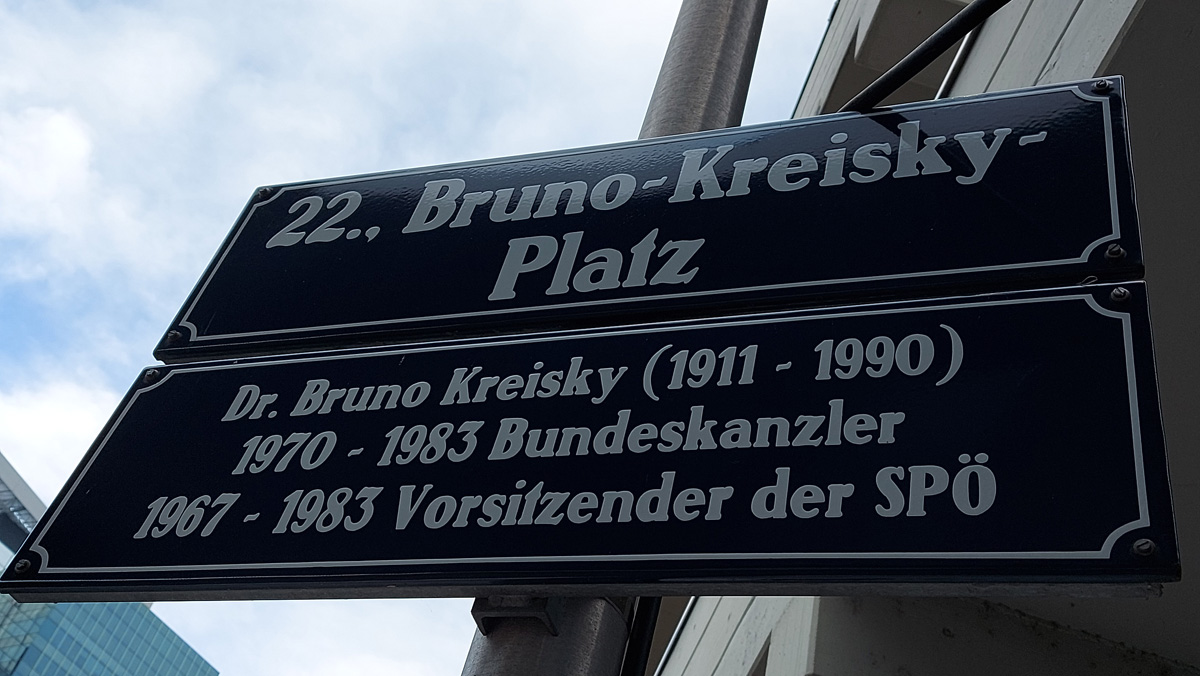 22., Bruno-Kreisky-
Platz
Dr. Bruno Kreisky (1911 - 1990)
1970 - 1983 Bundeskanzler
1967 - 1983 Vorsitzender der SPÖ